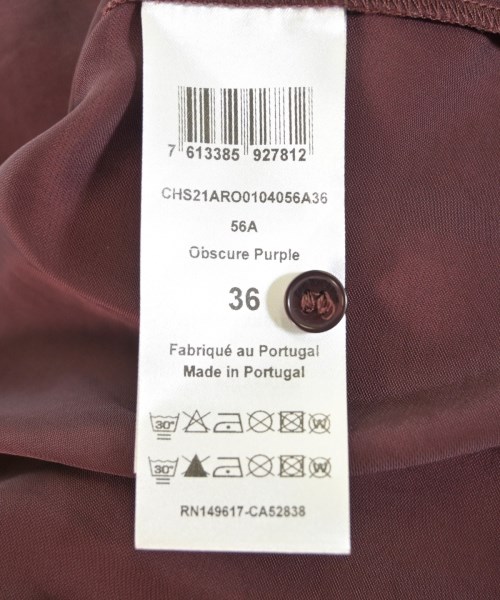 7 613385 927812
CHS21ARO0104056A36
56A
Obscure Purple
36
Fabriqué au Portugal
Made in Portugal
30° W
30° W
RN149617-CA52838